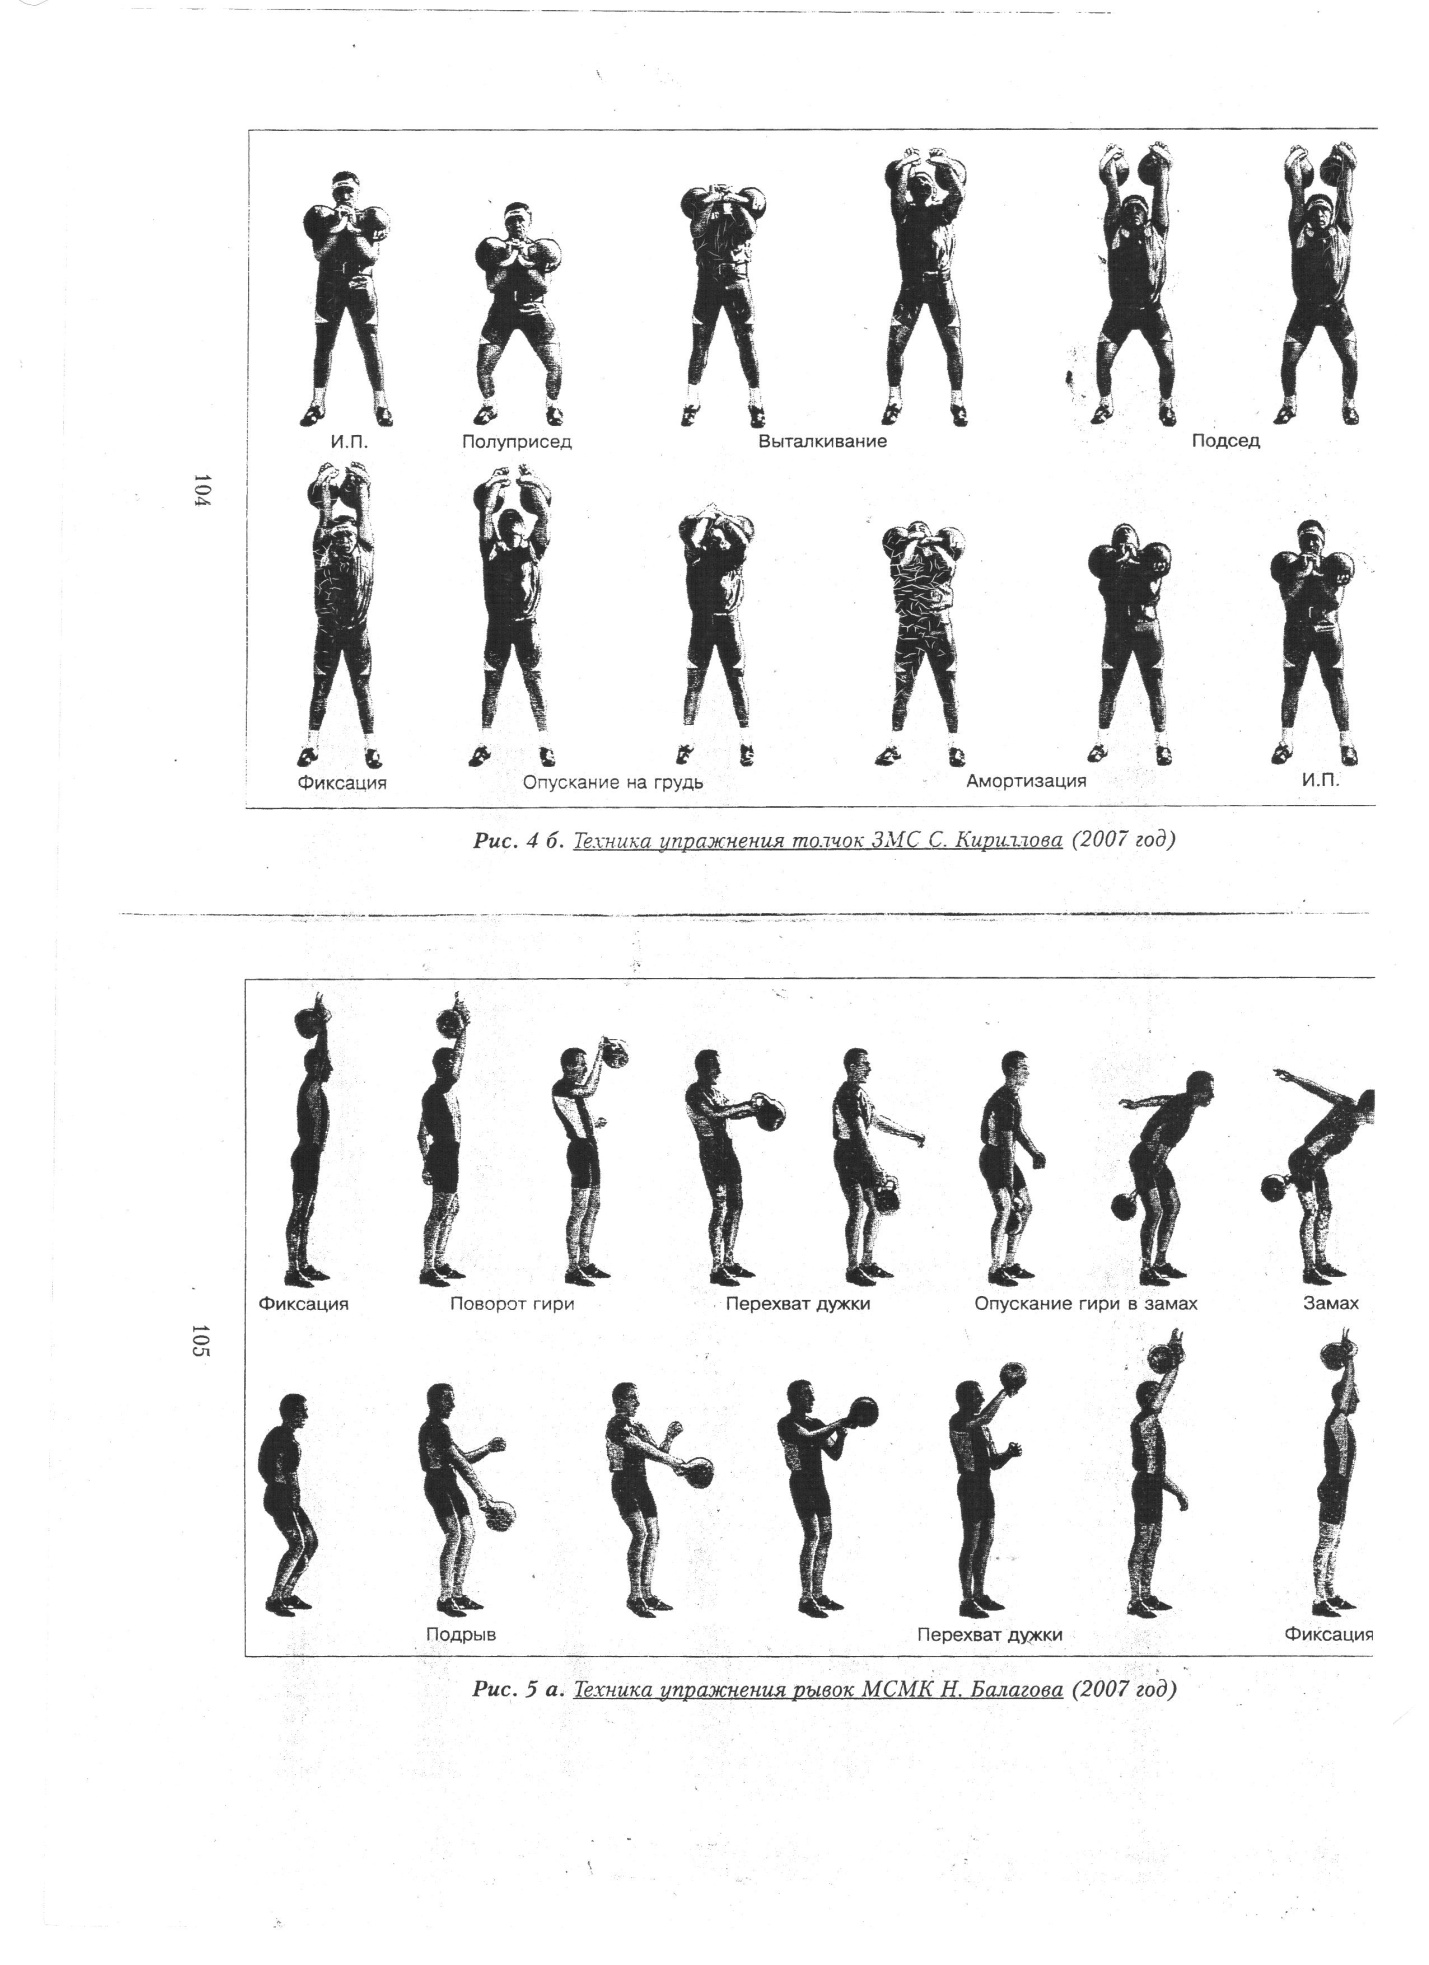 104
И.П. Полуприсед Выталкивание Подсед
Фиксация Опускание на грудь Амортизация И.П.
Рис. 4 б. Техника упражнения толчок ЗМС С. Кириллова (2007 год)
105
Фиксация Поворот гири Перехват дужки Опускание гири в замах Замах
Подрыв Перехват дужки Фиксация
Рис. 5 а. Техника упражнения рывок МСМК Н. Балагова (2007 год)